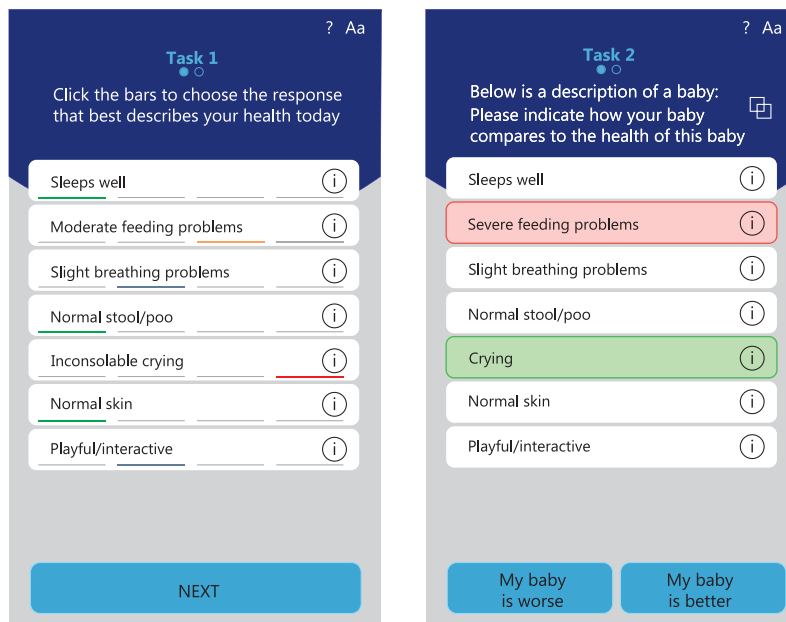 ? Aa
Task 1
Click the bars to choose the response
that best describes your health today
Sleeps well
i
Moderate feeding problems
i
Slight breathing problems
i
Normal stool/poo
i
Inconsolable crying
i
Normal skin
i
Playful/interactive
i
NEXT
? Aa
Task 2
Below is a description of a baby:
Please indicate how your baby
compares to the health of this baby
Sleeps well
i
Severe feeding problems
i
Slight breathing problems
i
Normal stool/poo
i
Crying
i
Normal skin
i
Playful/interactive
i
My baby
is worse
My baby
is better